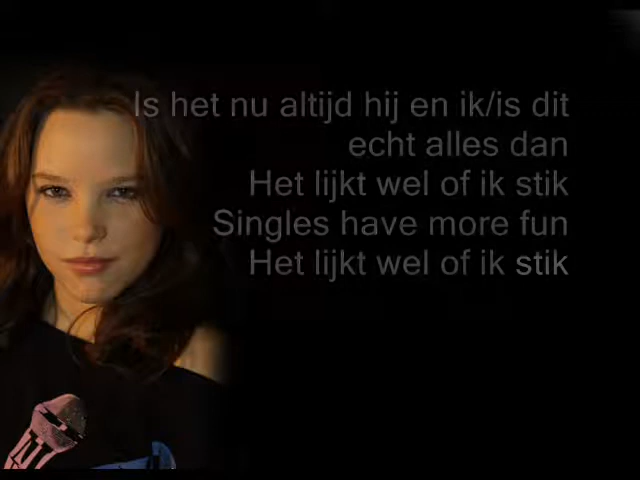 Is het nu altijd hij en ik/is dit
echt alles dan
Het lijkt wel of ik stik
Singles have more fun
Het lijkt wel of ik stik